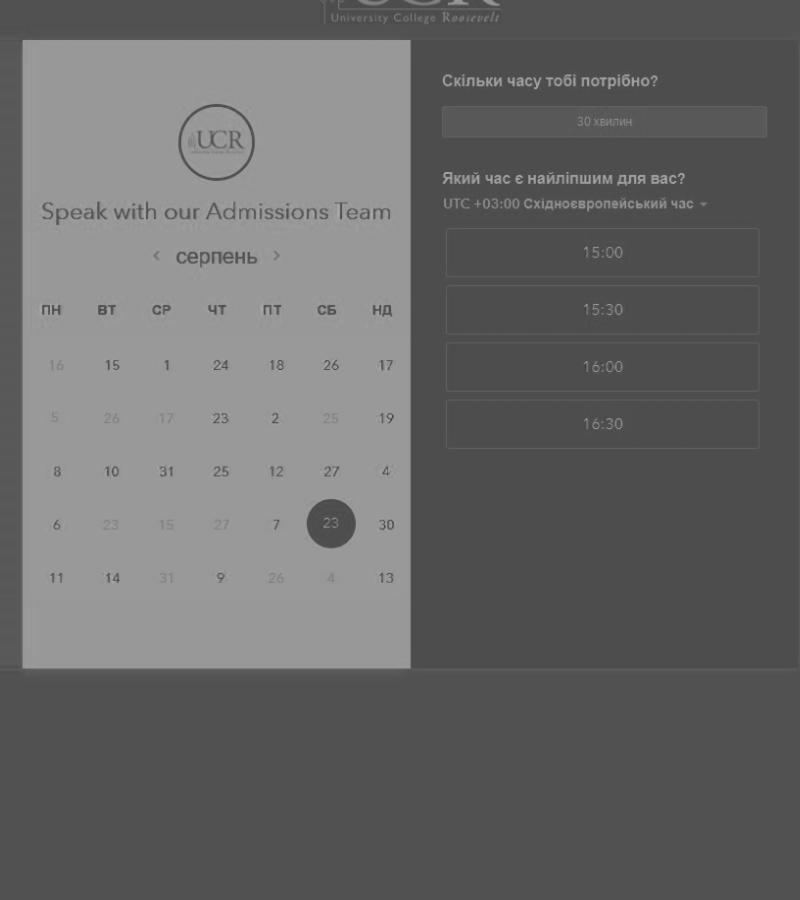 UCR
University College Roosevelt
UCR
Speak with our Admissions Team
серпень
ПН ВТ СР ЧТ ПТ СБ НД
16 15 1 24 18 26 17
5 26 17 23 2 25 19
8 10 31 25 12 27 4
6 23 15 27 7 23 30
11 14 31 9 26 4 13
Скільки часу тобі потрібно?
30 хвилин
Який час є найліпшим для вас?
UTC +03:00 Східноєвропейський час
15:00
15:30
16:00
16:30